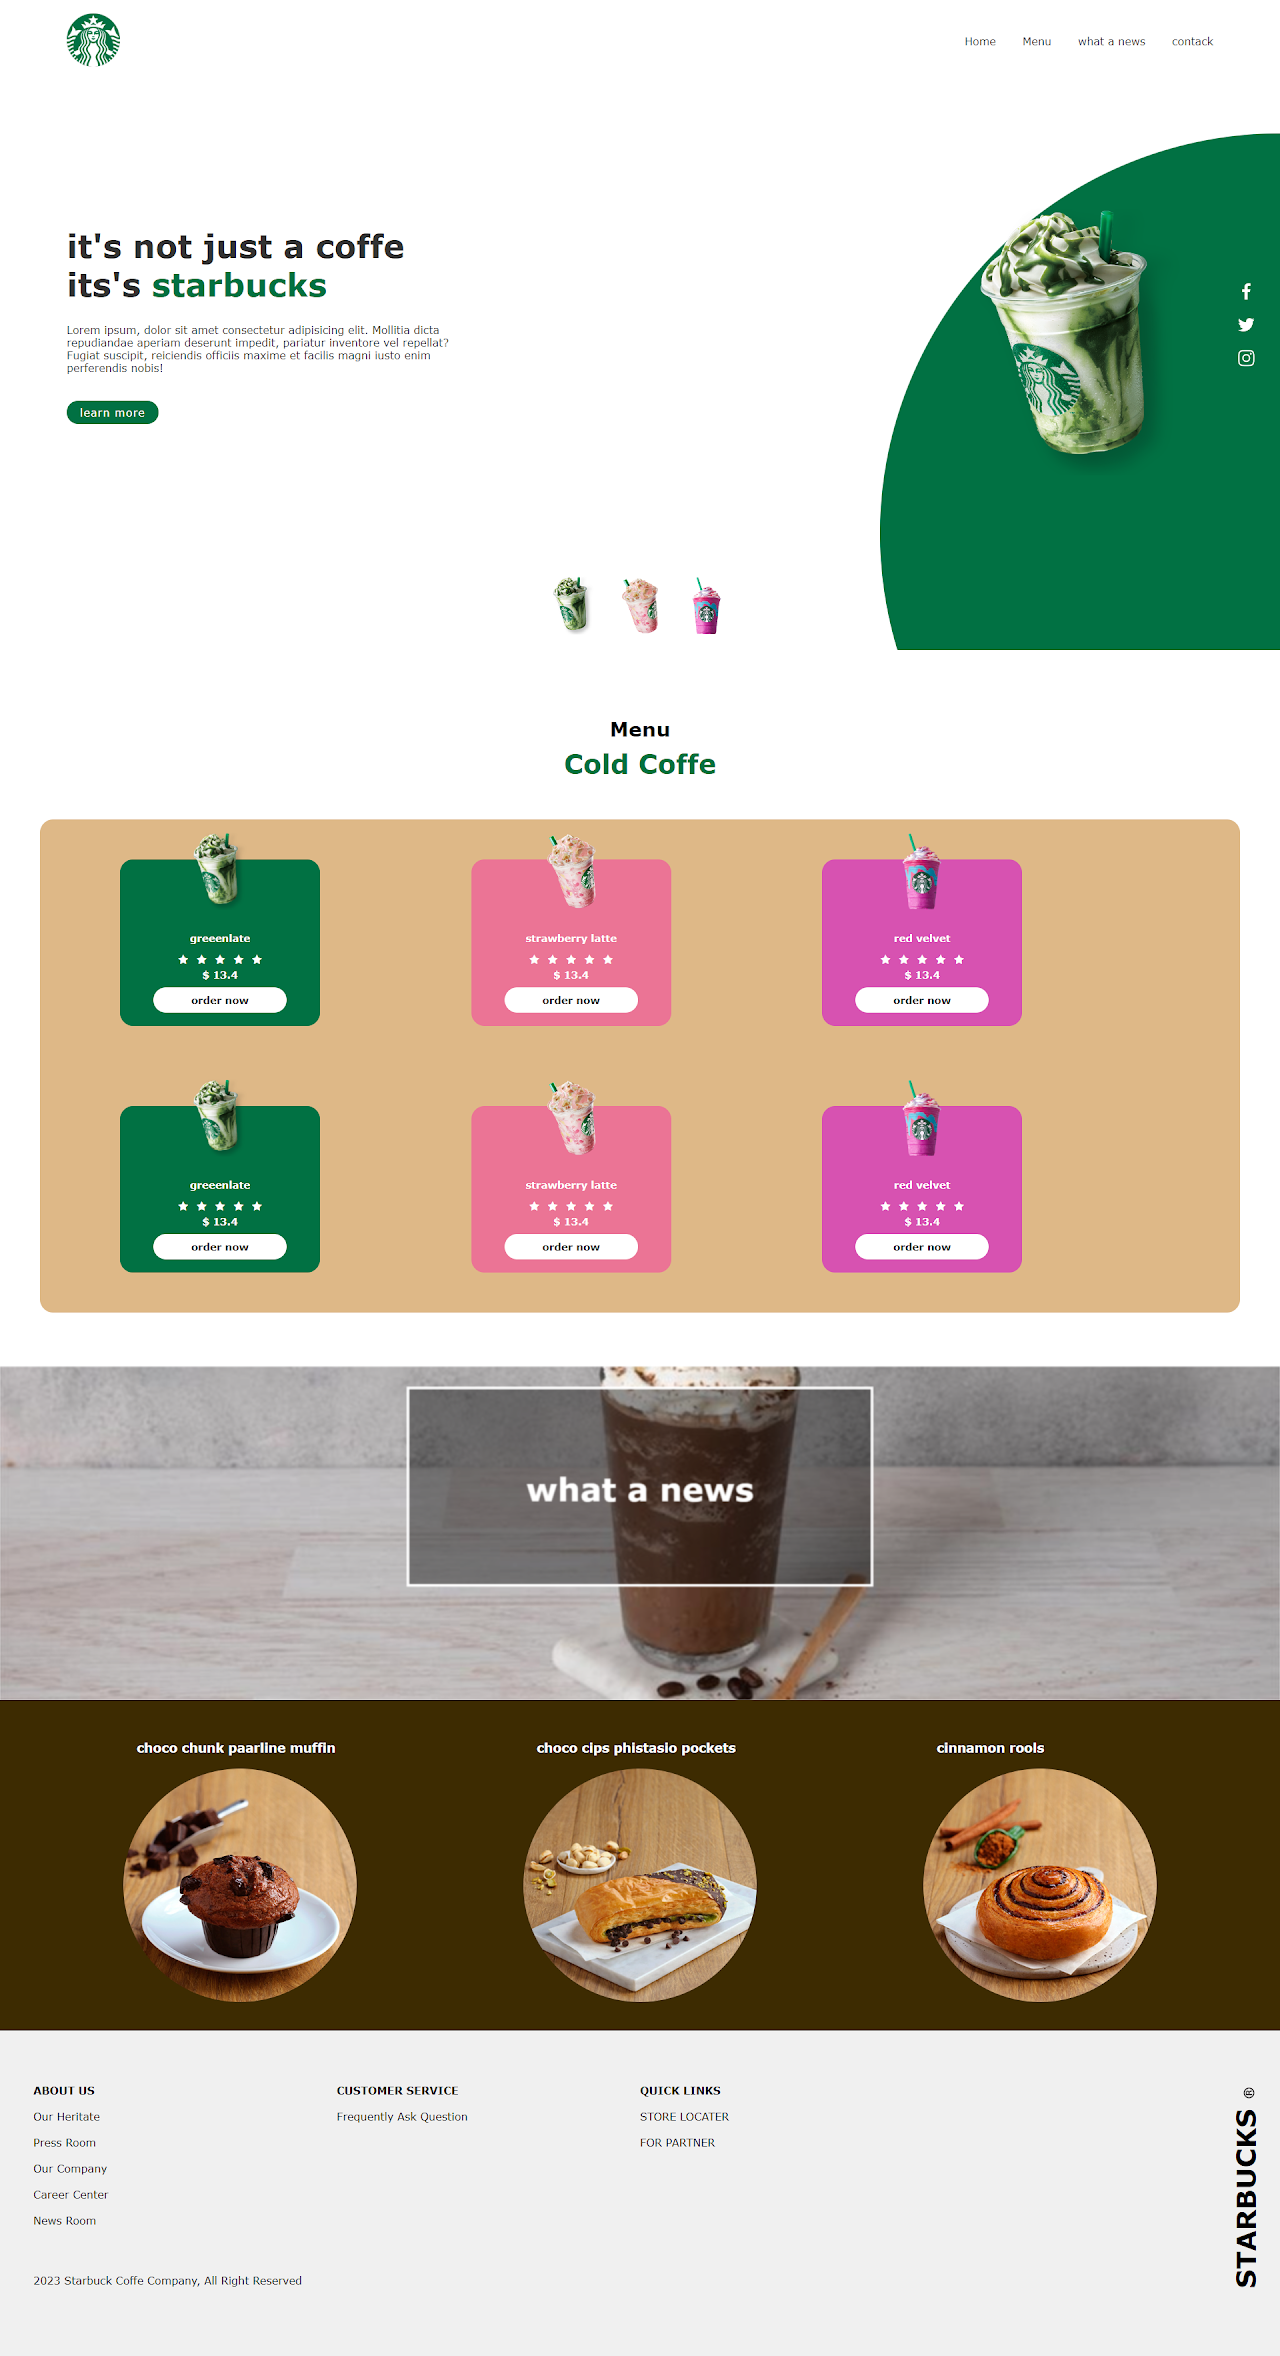 Home Menu what a news contack
it's not just a coffe
its's starbucks
Lorem ipsum, dolor sit amet consectetur adipisicing elit. Mollitia dicta
repudiandae aperiam deserunt impedit, pariatur inventore vel repellat?
Fugiat suscipit, reiciendis officiis maxime et facilis magni iusto enim
perferendis nobis!
learn more
Menu
Cold Coffe
greeenlate
$ 13.4
order now
strawberry latte
$ 13.4
order now
red velvet
$ 13.4
order now
greeenlate
$ 13.4
order now
strawberry latte
$ 13.4
order now
red velvet
$ 13.4
order now
what a news
choco chunk paarline muffin
choco cips phistasio pockets
cinnamon rools
ABOUT US
Our Heritate
Press Room
Our Company
Career Center
News Room
CUSTOMER SERVICE
Frequently Ask Question
QUICK LINKS
STORE LOCATER
FOR PARTNER
STARBUCKS ®
2023 Starbuck Coffe Company, All Right Reserved